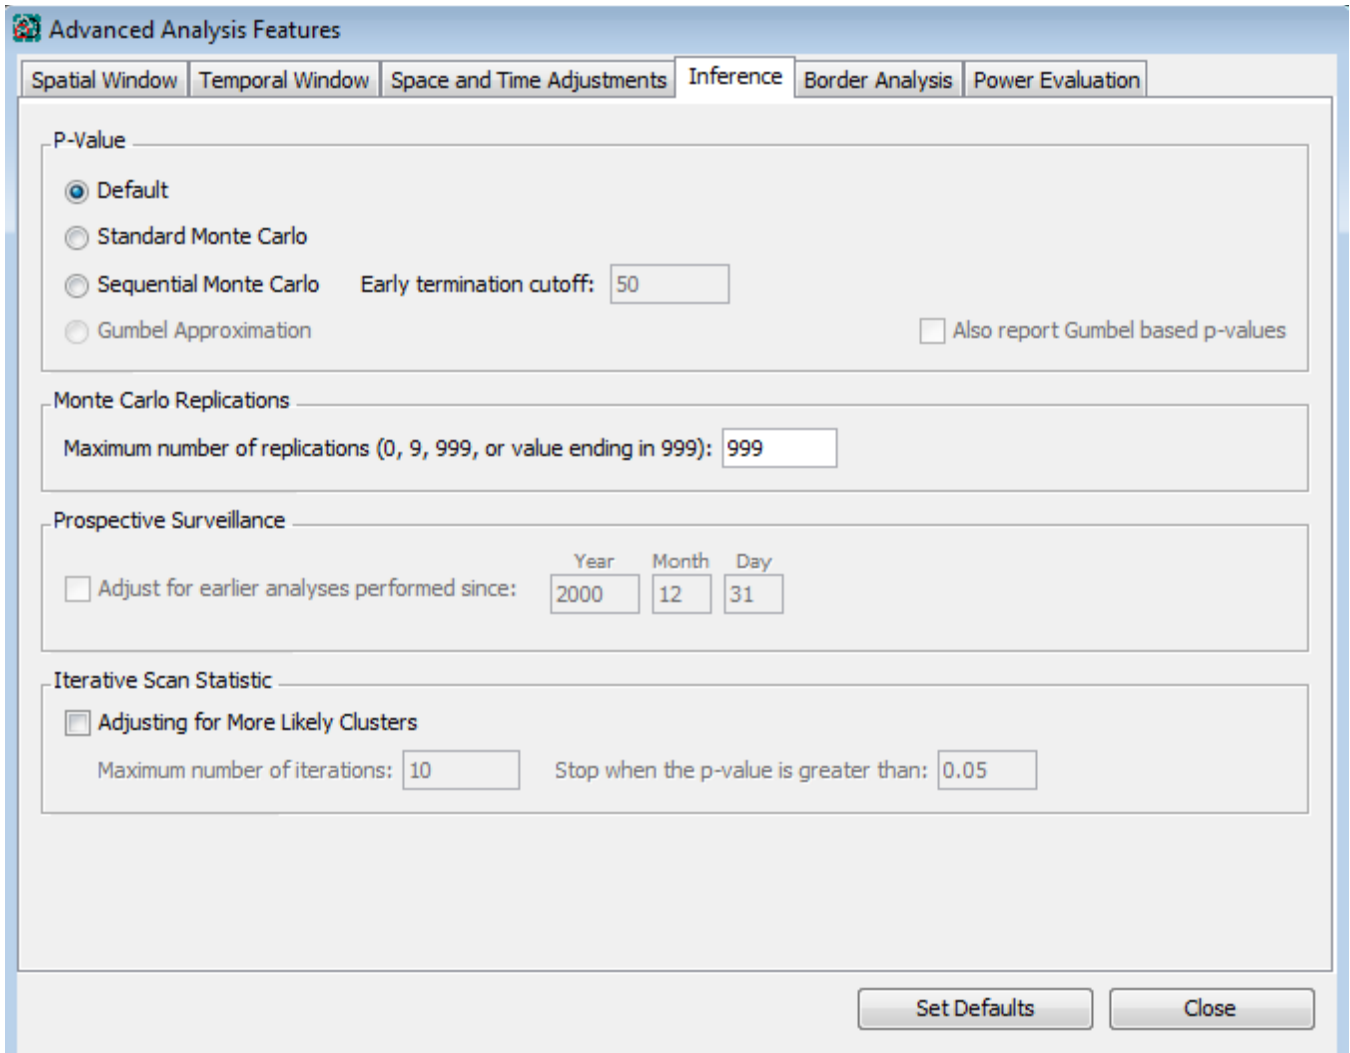 Advanced Analysis Features
Spatial Window Temporal Window Space and Time Adjustments Inference Border Analysis Power Evaluation
P-Value
Default
Standard Monte Carlo
Sequential Monte Carlo Early termination cutoff: 50
Gumbel Approximation Also report Gumbel based p-values
Monte Carlo Replications
Maximum number of replications (0, 9, 999, or value ending in 999): 999
Prospective Surveillance
Year Month Day
Adjust for earlier analyses performed since: 2000 12 31
Iterative Scan Statistic
Adjusting for More Likely Clusters
Maximum number of iterations: 10 Stop when the p-value is greater than: 0.05
Set Defaults Close